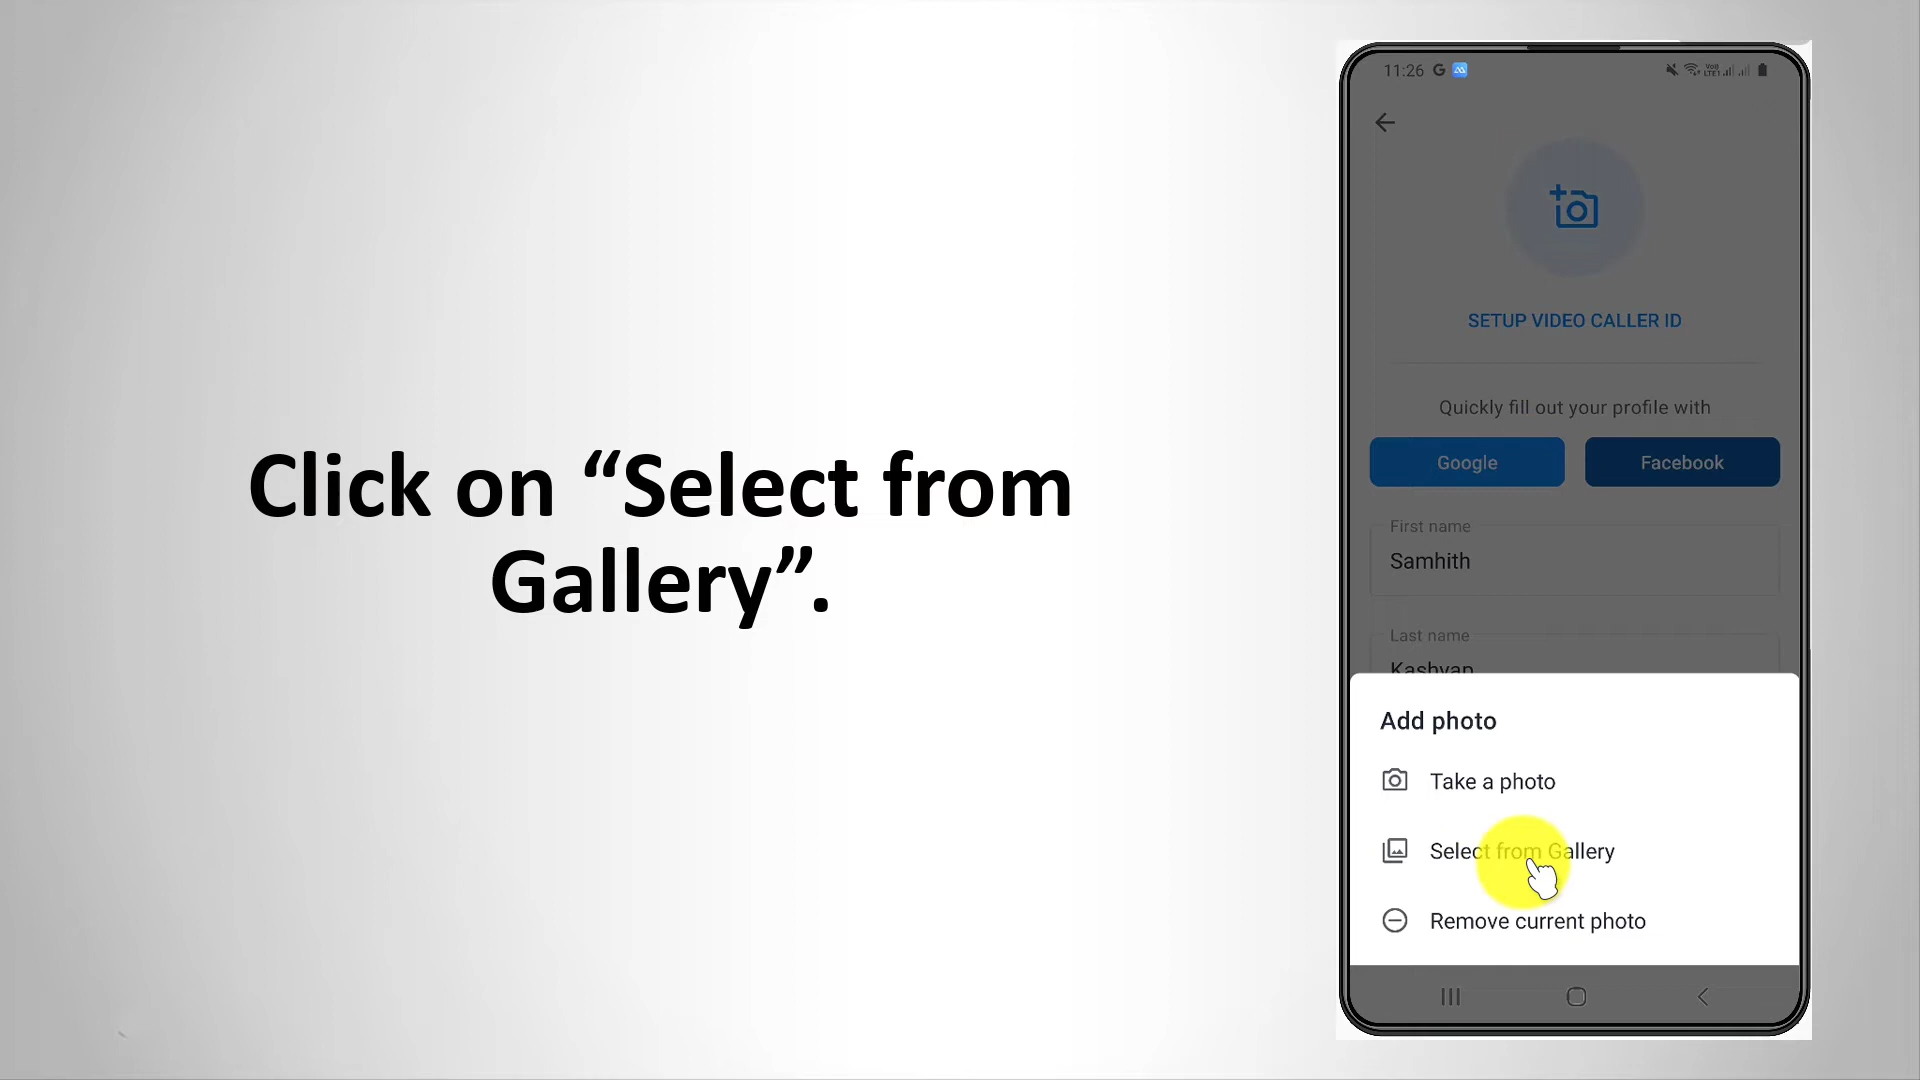 Click on “Select from
Gallery”.
11:26
SETUP VIDEO CALLER ID
Quickly fill out your profile with
Google
Facebook
First name
Samhith
Last name
Kashyap
Add photo
Take a photo
Select from Gallery
Remove current photo